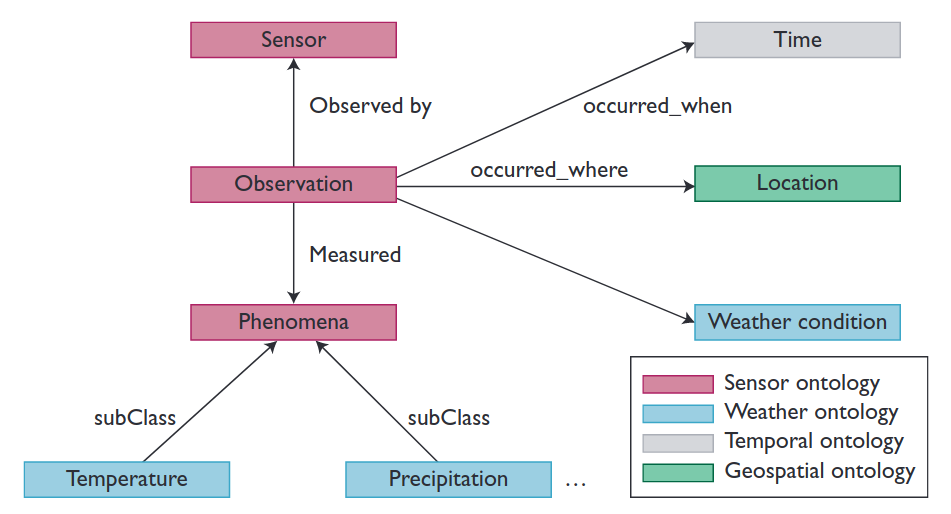 Sensor
Time
Observed by
occurred_when
Observation
occurred_where
Location
Measured
Phenomena
Weather condition
subClass
subClass
Temperature
Precipitation
...
Sensor ontology
Weather ontology
Temporal ontology
Geospatial ontology